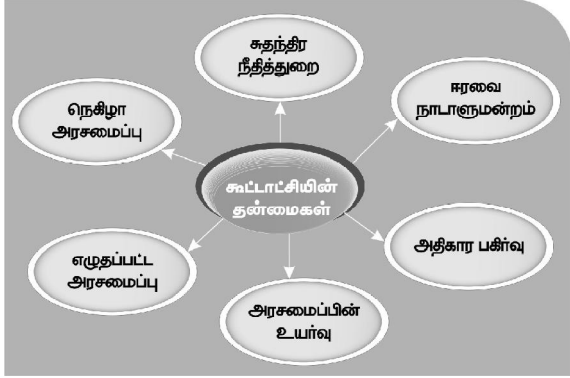 சுதந்திர
நீதித்துறை
ஈரவை
நாடாளுமன்றம்
நெகிழா
அரசமைப்பு
கூட்டாட்சியின்
தன்மைகள்
அதிகார பகிர்வு
எழுதப்பட்ட
அரசமைப்பு
அரசமைப்பின்
உயர்வு